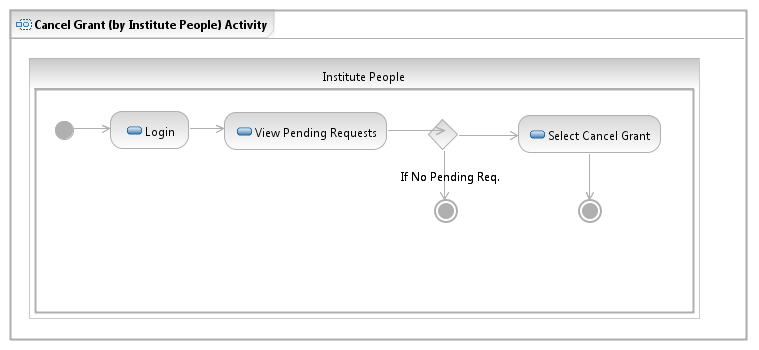 Cancel Grant (by Institute People) Activity
Institute People
Login
View Pending Requests
Select Cancel Grant
If No Pending Req.